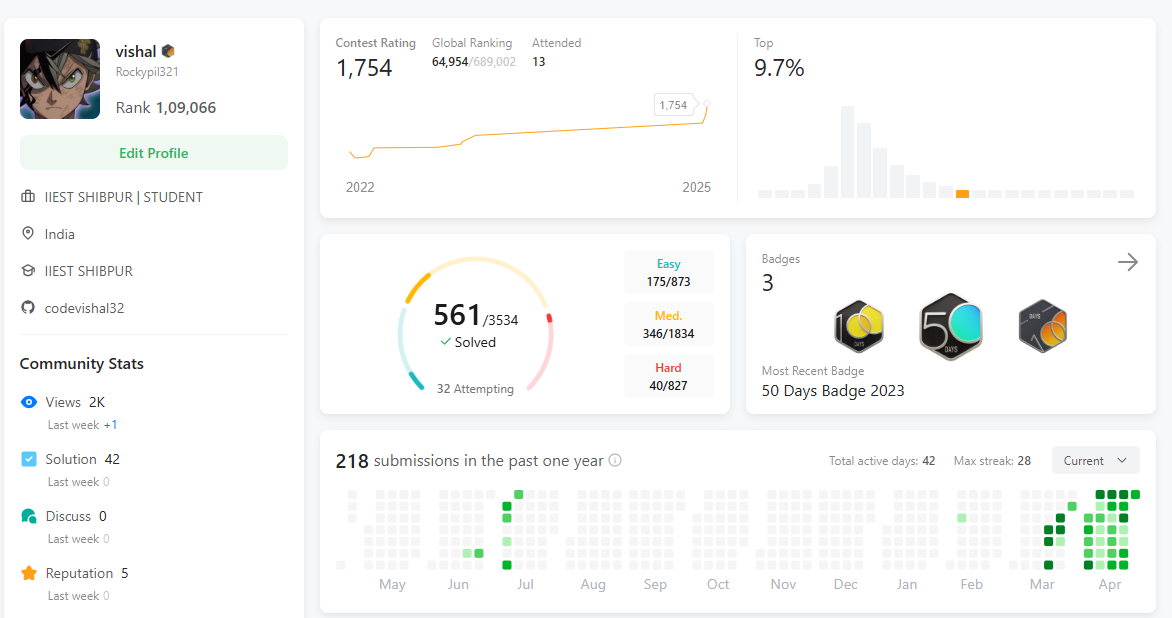 vishal
Rockypil321
Rank 1,09,066
Edit Profile
IIEST SHIBPUR | STUDENT
India
IIEST SHIBPUR
codevishal32
Community Stats
Views 2K
Last week +1
Solution 42
Last week 0
Discuss 0
Last week 0
Reputation 5
Last week 0
Contest Rating Global Ranking Attended
1,754 64,954/689,002 13
1,754
2022 2025
Top
9.7%
561/3534
Solved
32 Attempting
Easy
175/873
Med.
346/1834
Hard
40/827
Badges
3
100 DAYS
50 DAYS
DAYS
Most Recent Badge
50 Days Badge 2023
218 submissions in the past one year
Total active days: 42 Max streak: 28 Current
May Jun Jul Aug Sep Oct Nov Dec Jan Feb Mar Apr